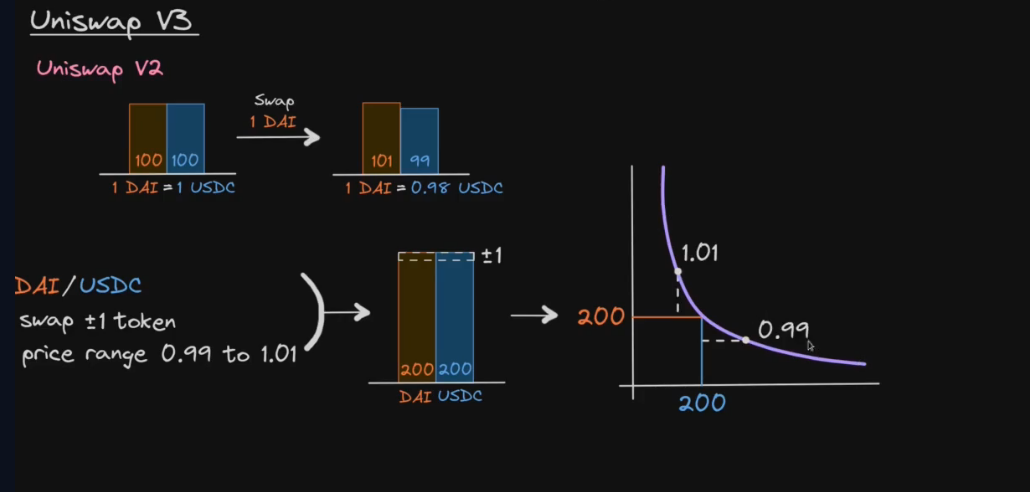 Uniswap V3
Uniswap V2
Swap
1 DAI
100 100
101 99
1 DAI = 1 USDC
1 DAI = 0.98 USDC
±1
DAI/USDC
swap ±1 token
price range 0.99 to 1.01
200 200
DAI USDC
1.01
200
0.99
200